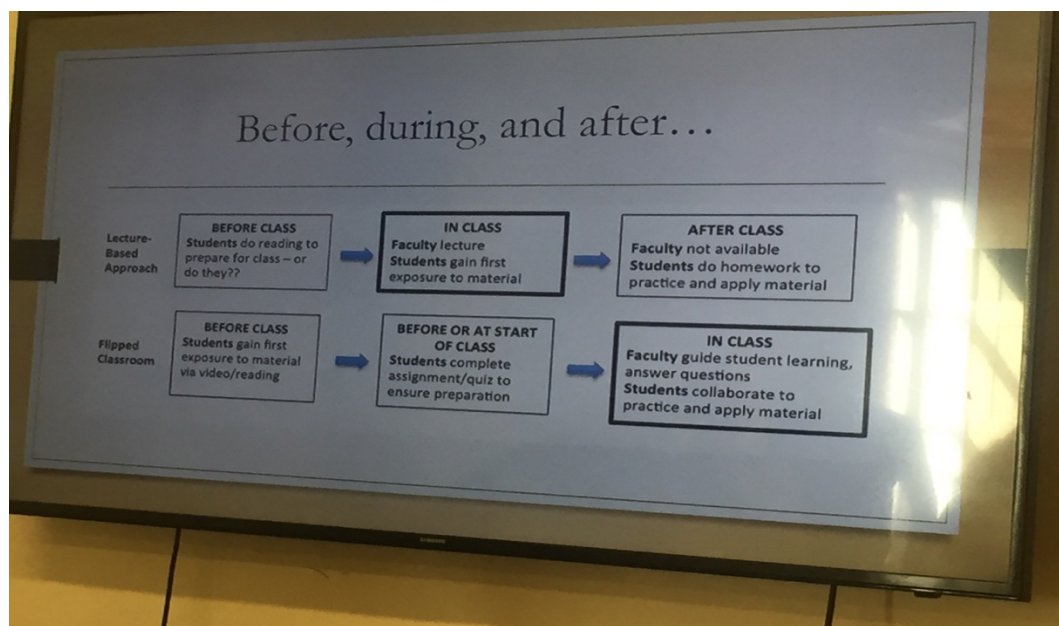 Before, during, and after...
Lecture-
Based
Approach
BEFORE CLASS
Students do reading to
prepare for class – or
do they??
IN CLASS
Faculty lecture
Students gain first
exposure to material
AFTER CLASS
Faculty not available
Students do homework to
practice and apply material
Flipped
Classroom
BEFORE CLASS
Students gain first
exposure to material
via video/reading
BEFORE OR AT START
OF CLASS
Students complete
assignment/quiz to
ensure preparation
IN CLASS
Faculty guide student learning,
answer questions
Students collaborate to
practice and apply material
SAMSUNG